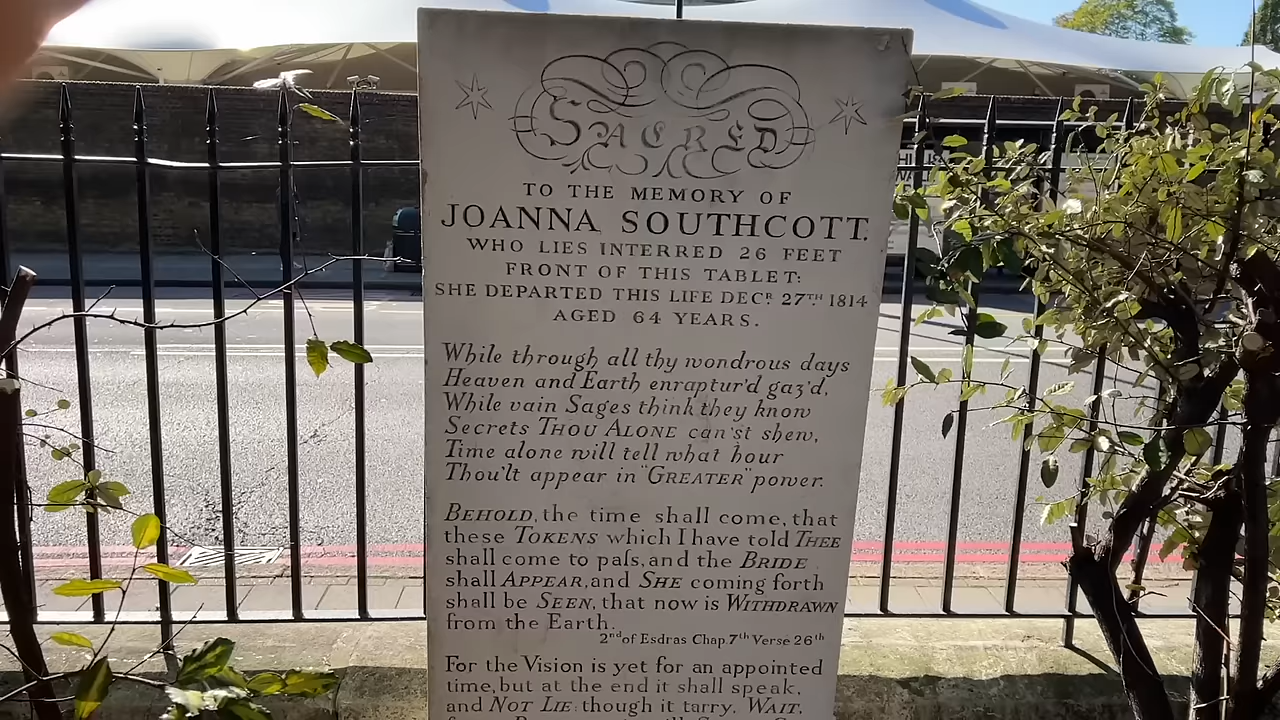 SACRED
TO THE MEMORY OF
JOANNA SOUTHCOTT.
WHO LIES INTERRED 26 FEET
FRONT OF THIS TABLET:
SHE DEPARTED THIS LIFE DECR 27TH 1814
AGED 64 YEARS.
While through all thy wondrous days
Heaven and Earth enraptur'd gaz'd,
While vain Sages think they know
Secrets THOU ALONE can'st shew,
Time alone will tell what hour
Thou'lt appear in "GREATER" power.
BEHOLD, the time shall come, that
these TOKENS which I have told THEE
shall come to paſs, and the BRIDE
shall APPEAR, and SHE coming forth
shall be SEEN, that now is WITHDRAWN
from the Earth.
2nd of Esdras Chap 7th Verse 26th
For the Vision is yet for an appointed
time, but at the end it shall speak,
and NOT LIE: though it tarry, WAIT,